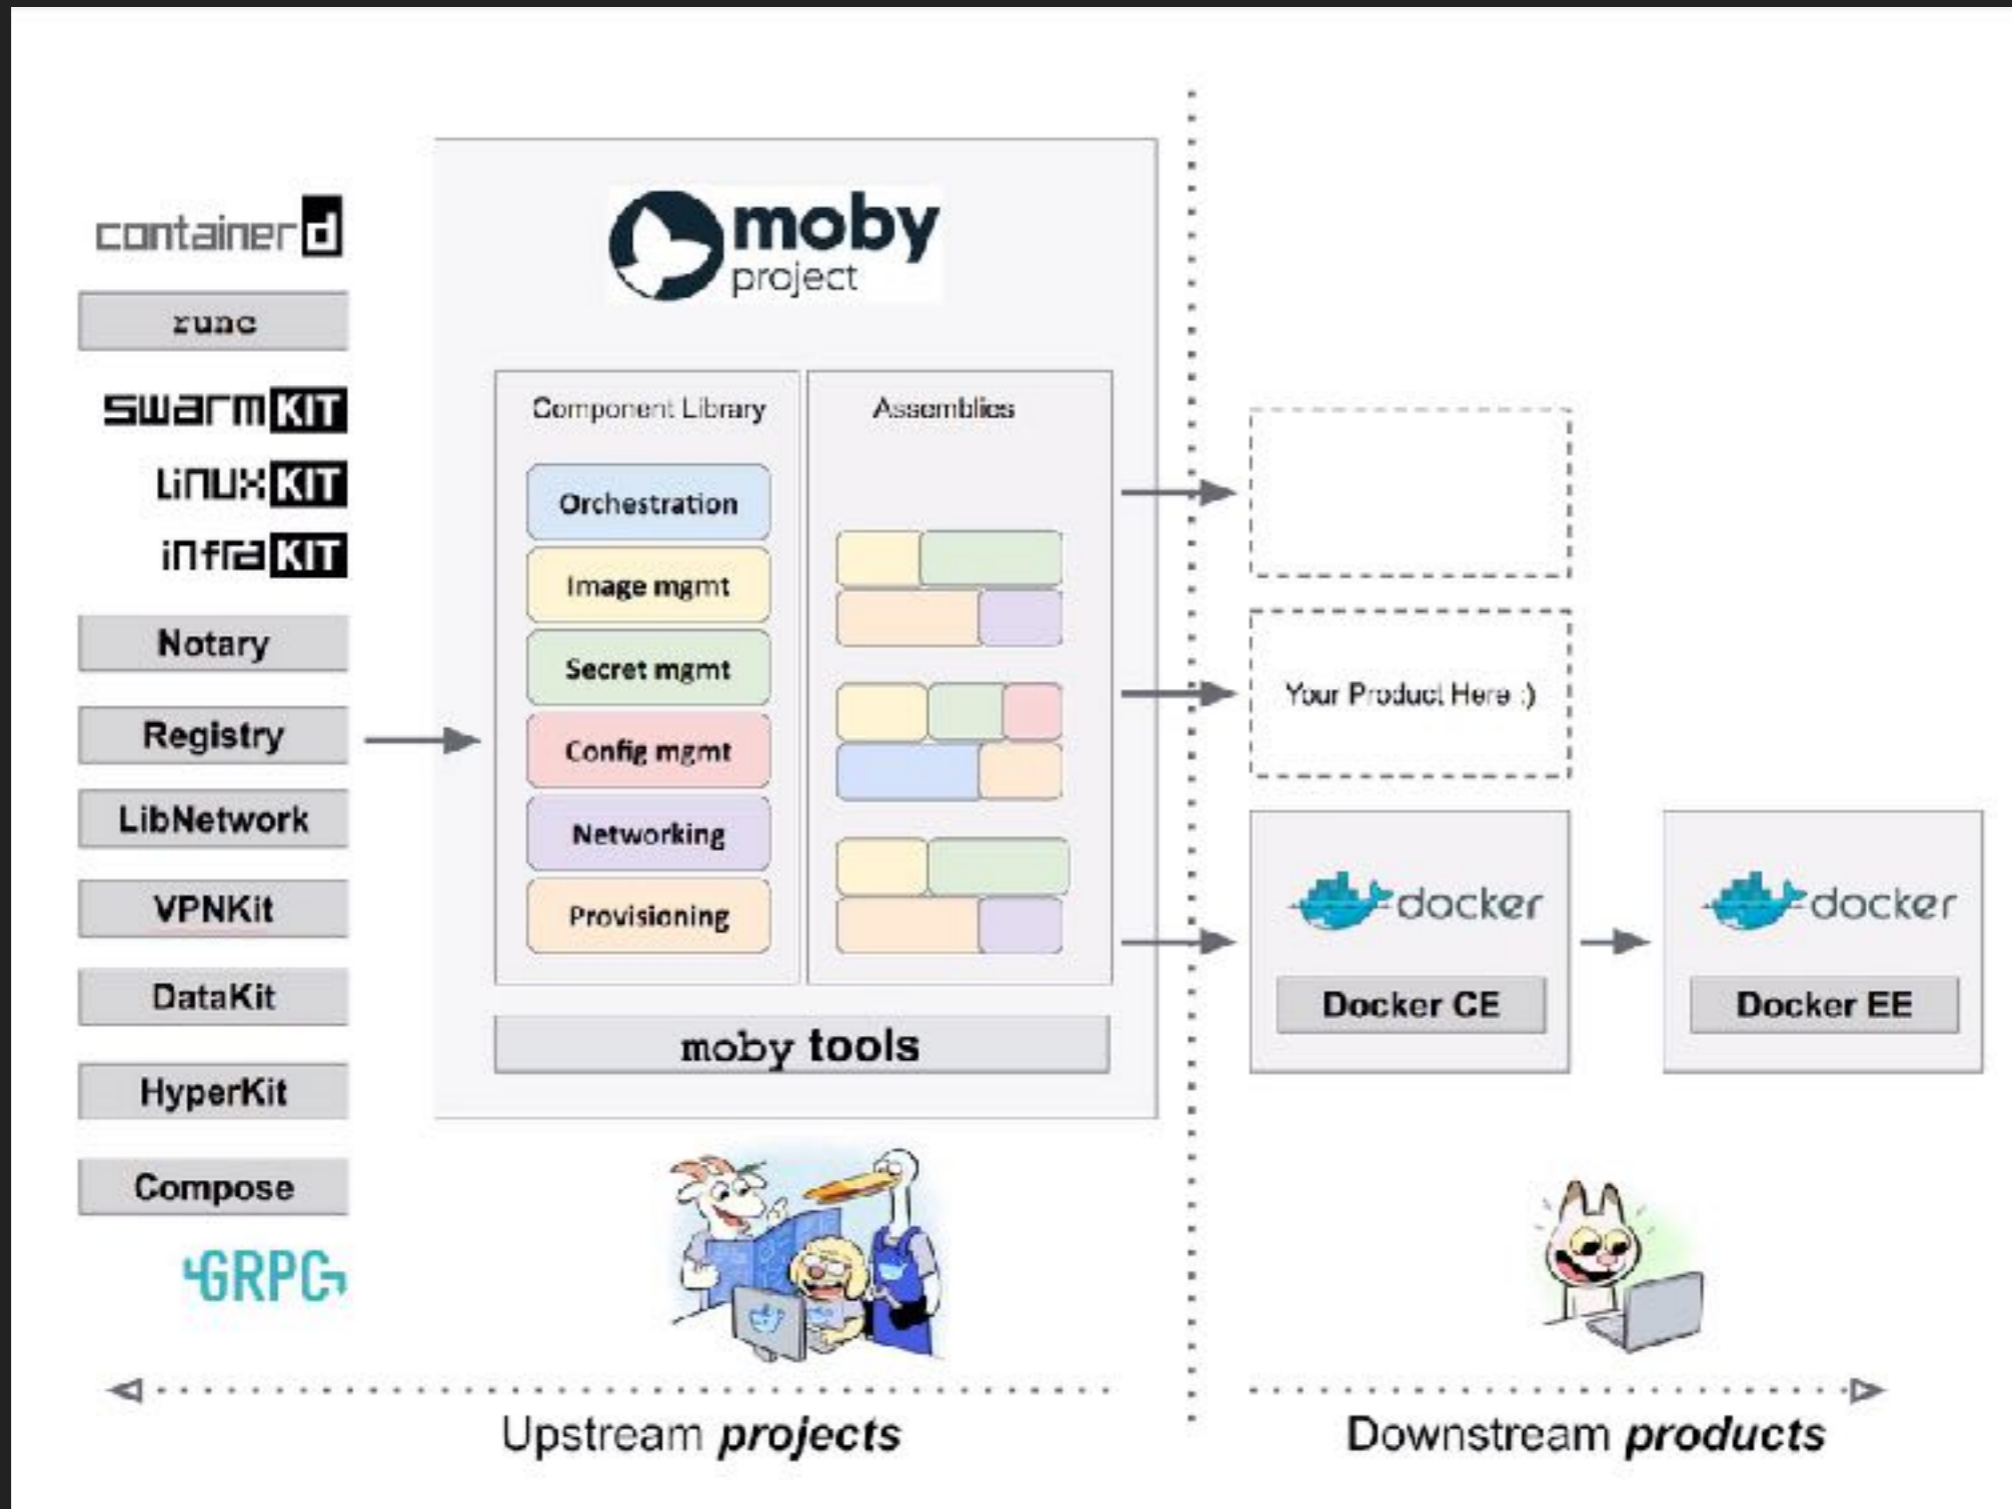 containerd
runc
swarmKIT
LinuxKIT
infraKIT
Notary
Registry
LibNetwork
VPNKit
DataKit
HyperKit
Compose
GRPC
moby
project
Component Library
Orchestration
Image mgmt
Secret mgmt
Config mgmt
Networking
Provisioning
Assemblies
moby tools
Your Product Here :)
docker
Docker CE
docker
Docker EE
Upstream projects
Downstream products